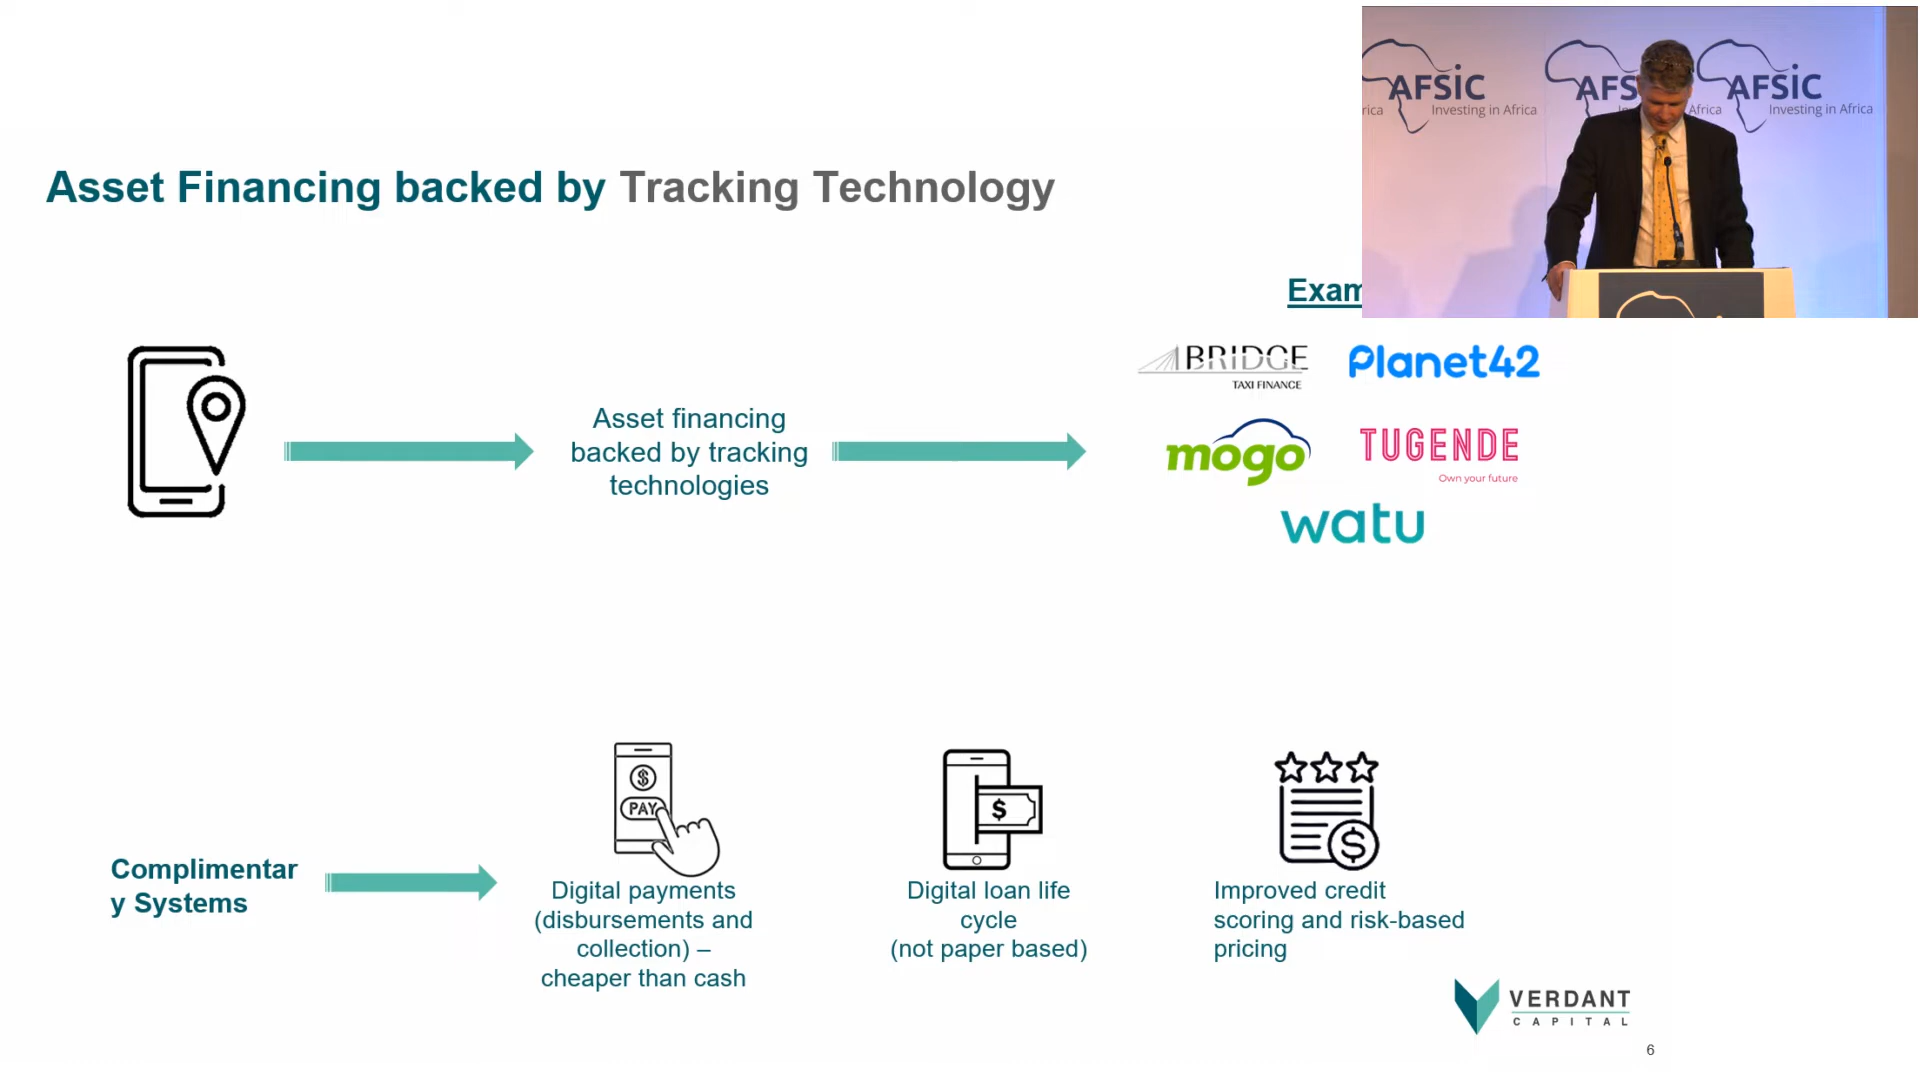 Asset Financing backed by Tracking Technology
AFSIC
rica
Investing in Africa
AFS
Africa
AFSIC
Investing in Africa
Exam
BRIDGE
TAXI FINANCE
Planet42
mogo
TUGENDE
Own your future
watu
Asset financing
backed by tracking
technologies
Complimentar
y Systems
$
PAY
Digital payments
(disbursements and
collection) –
cheaper than cash
$
Digital loan life
cycle
(not paper based)
$
Improved credit
scoring and risk-based
pricing
VERDANT
CAPITAL
6